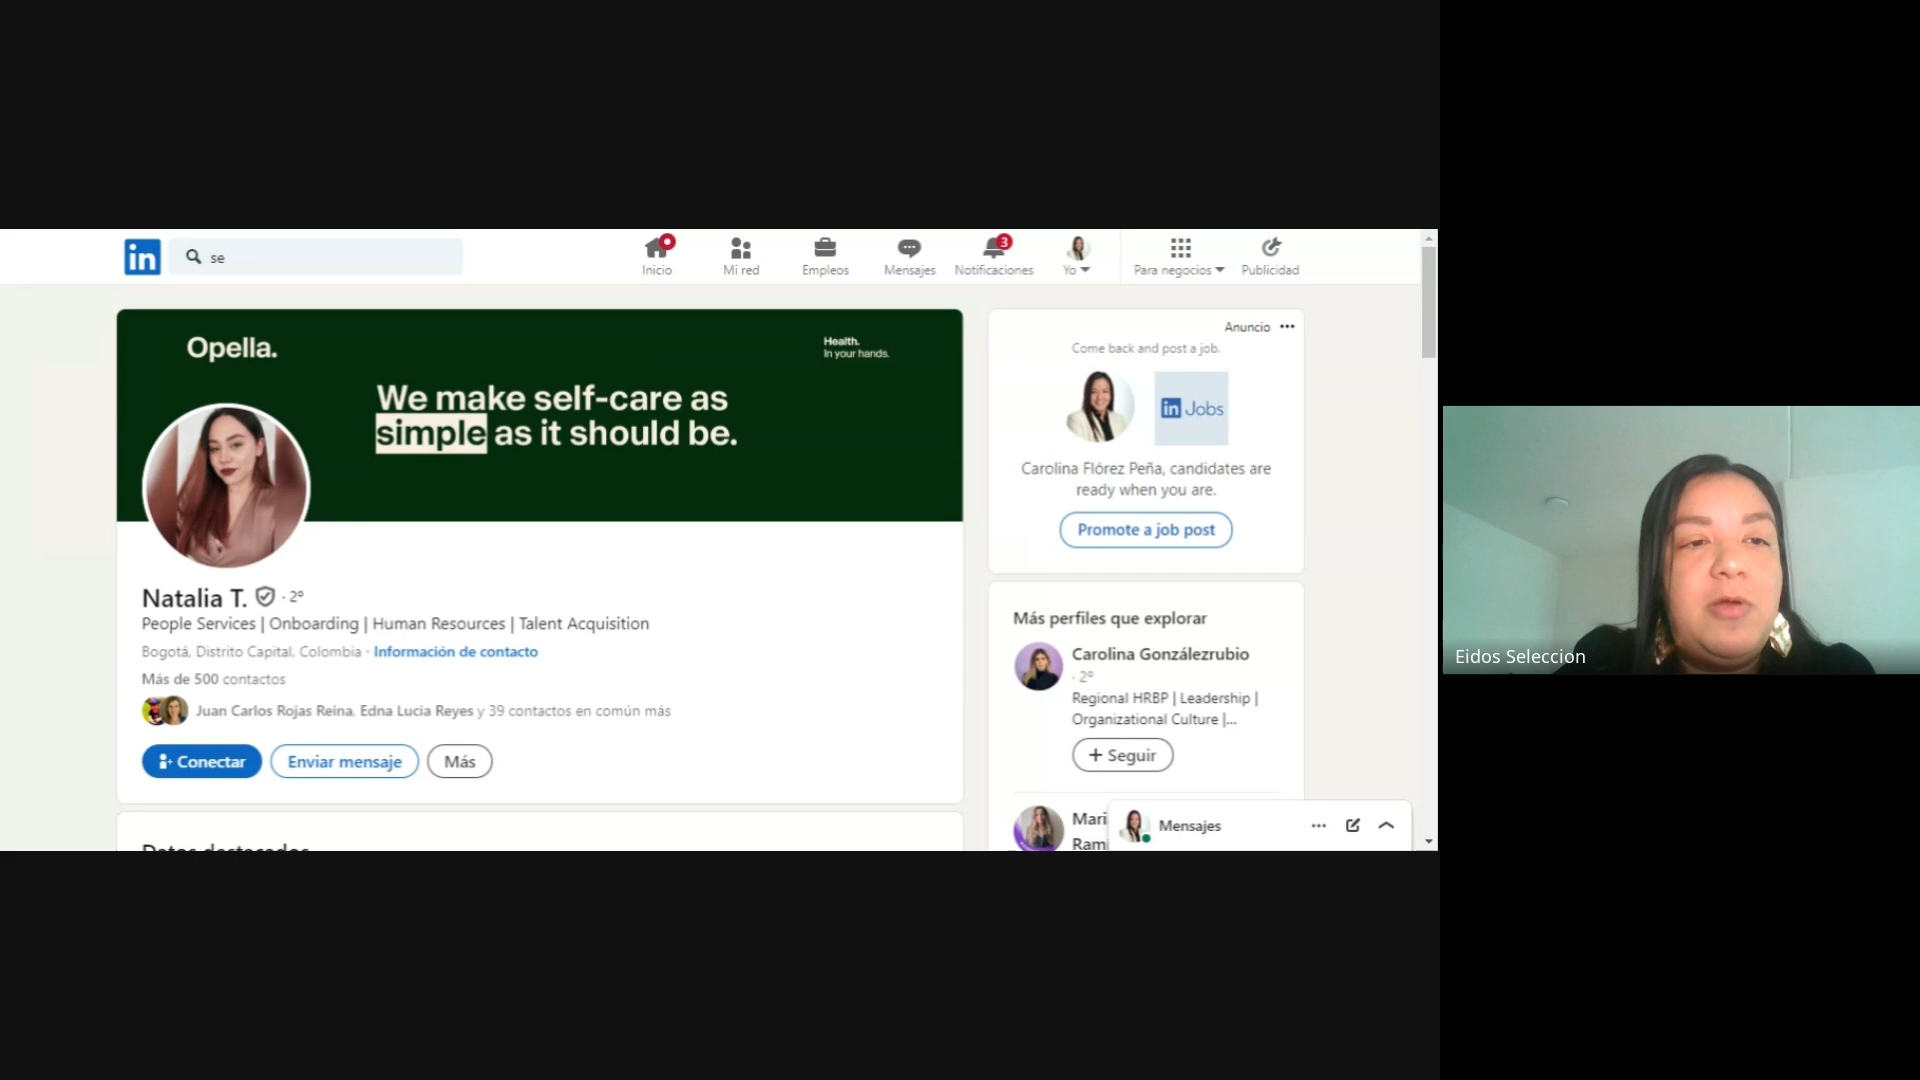 in
se
Inicio
Mi red
Empleos
Mensajes
3
Notificaciones
Yo
Para negocios
Publicidad
Opella.
Health.
In your hands.
We make self-care as
simple as it should be.
Natalia T. · 2º
People Services | Onboarding | Human Resources | Talent Acquisition
Bogotá, Distrito Capital, Colombia · Información de contacto
Más de 500 contactos
Juan Carlos Rojas Reina, Edna Lucia Reyes y 39 contactos en común más
Conectar
Enviar mensaje
Más
Datos destacados
Anuncio
Come back and post a job.
in Jobs
Carolina Flórez Peña, candidates are
ready when you are.
Promote a job post
Más perfiles que explorar
Carolina Gonzálezrubio
· 2º
Regional HRBP | Leadership |
Organizational Culture |...
+ Seguir
Mari
Ram
Mensajes
Eidos Seleccion